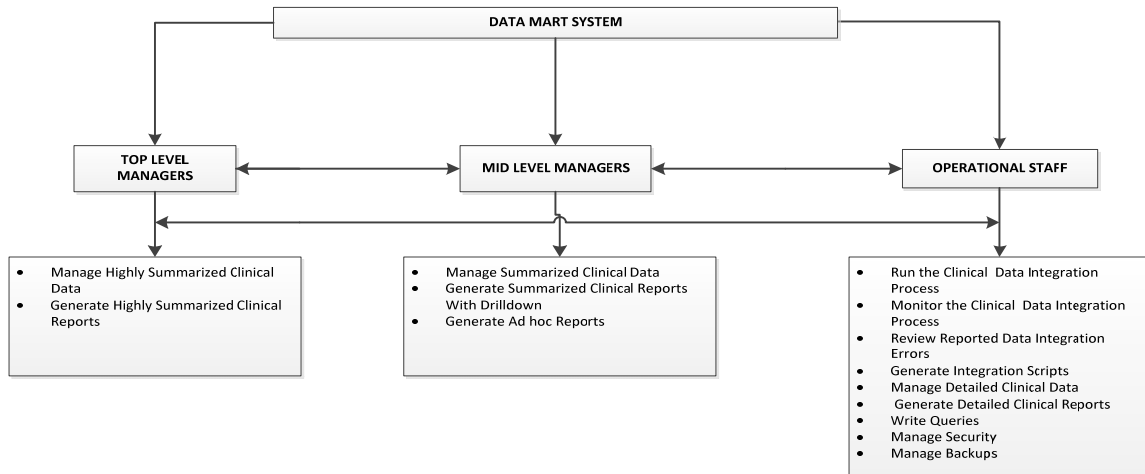 DATA MART SYSTEM
TOP LEVEL
MANAGERS
MID LEVEL MANAGERS
OPERATIONAL STAFF
• Manage Highly Summarized Clinical
Data
• Generate Highly Summarized Clinical
Reports
• Manage Summarized Clinical Data
• Generate Summarized Clinical Reports
With Drilldown
• Generate Ad hoc Reports
• Run the Clinical Data Integration
Process
• Monitor the Clinical Data Integration
Process
• Review Reported Data Integration
Errors
• Generate Integration Scripts
• Manage Detailed Clinical Data
• Generate Detailed Clinical Reports
• Write Queries
• Manage Security
• Manage Backups